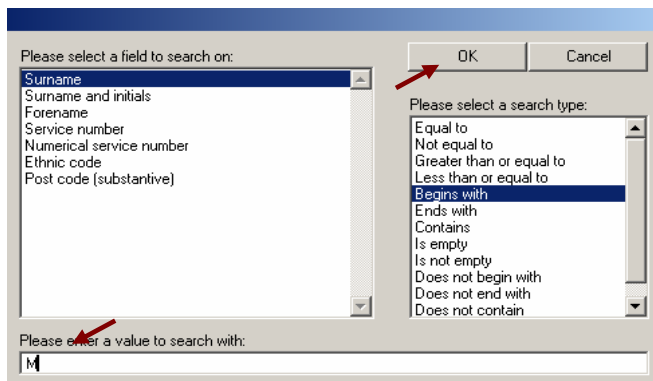 Please select a field to search on:
Surname
Surname and initials
Forename
Service number
Numerical service number
Ethnic code
Post code (substantive)
OK
Cancel
Please select a search type:
Equal to
Not equal to
Greater than or equal to
Less than or equal to
Begins with
Ends with
Contains
Is empty
Is not empty
Does not begin with
Does not end with
Does not contain
Please enter a value to search with:
M